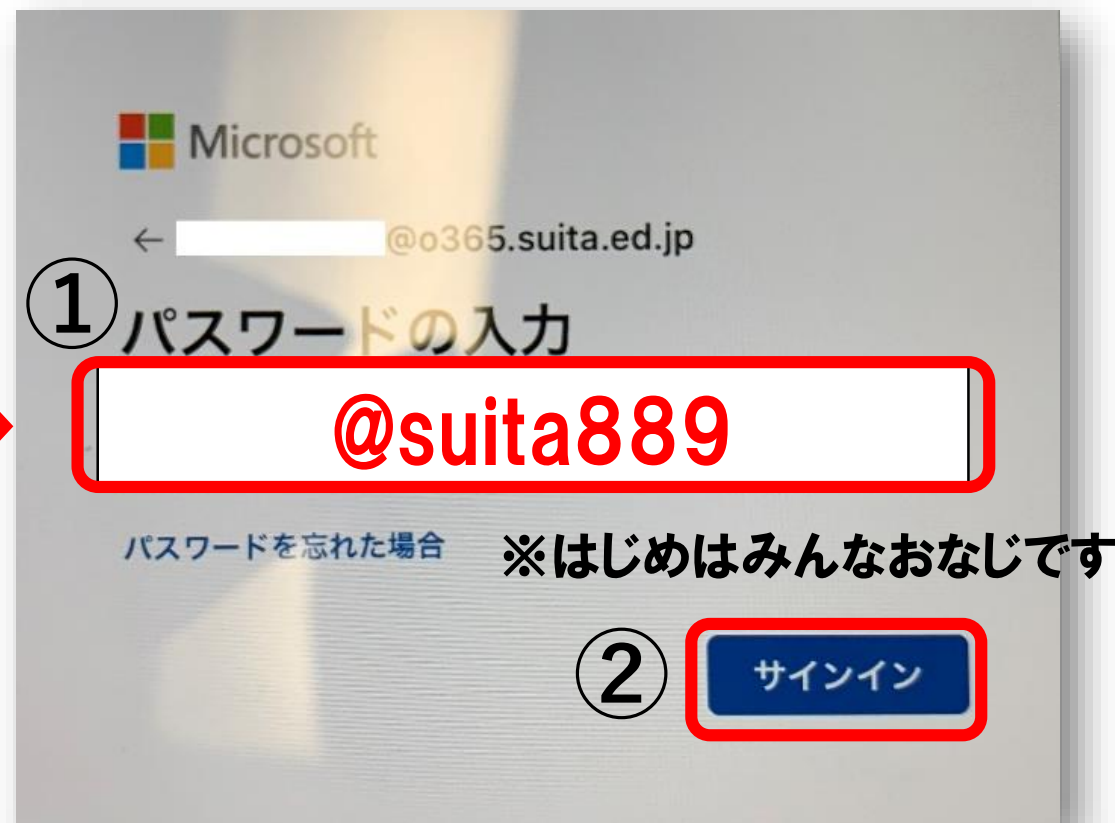 Microsoft
← @o365.suita.ed.jp
①
パスワードの入力
@suita889
パスワードを忘れた場合
※はじめはみんなおなじです
②
サインイン